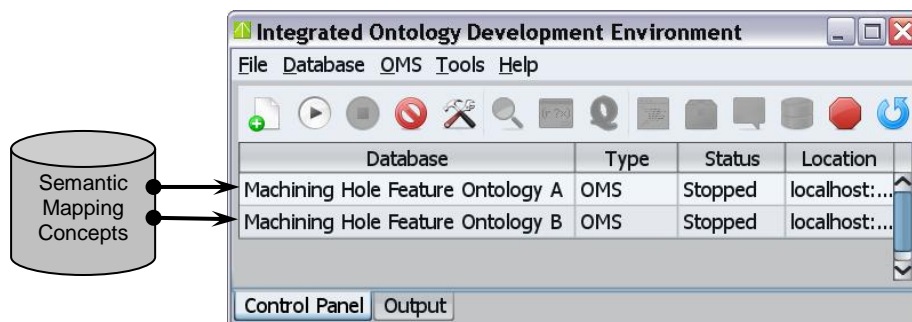 Integrated Ontology Development Environment
File Database OMS Tools Help
Database Type Status Location
Machining Hole Feature Ontology A OMS Stopped localhost:...
Machining Hole Feature Ontology B OMS Stopped localhost:...
Control Panel Output
Semantic
Mapping
Concepts